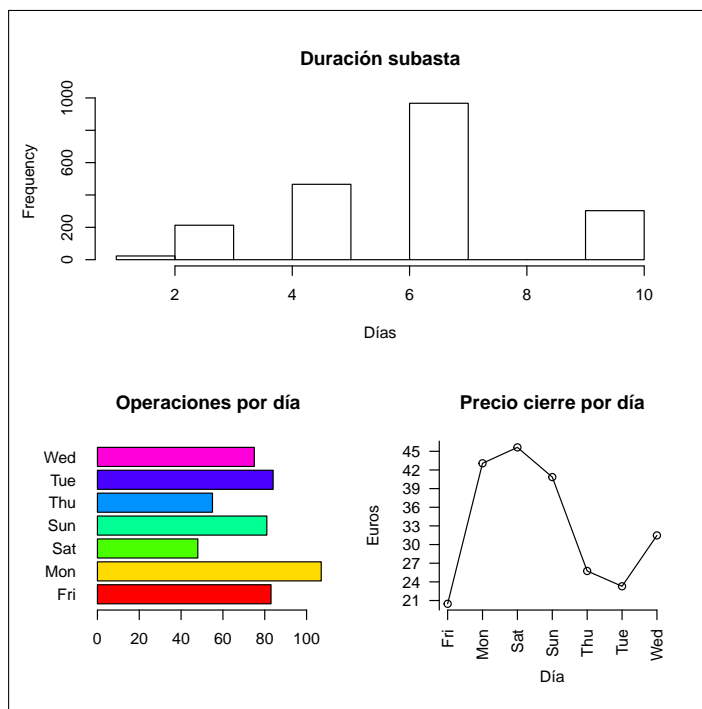 Duración subasta
Frequency
1000
600
200
0
2 4 6 8 10
Días
Operaciones por día
Wed
Tue
Thu
Sun
Sat
Mon
Fri
0 20 40 60 80 100
Precio cierre por día
Euros
45
42
39
36
33
30
27
24
21
Fri Mon Sat Sun Thu Tue Wed
Día